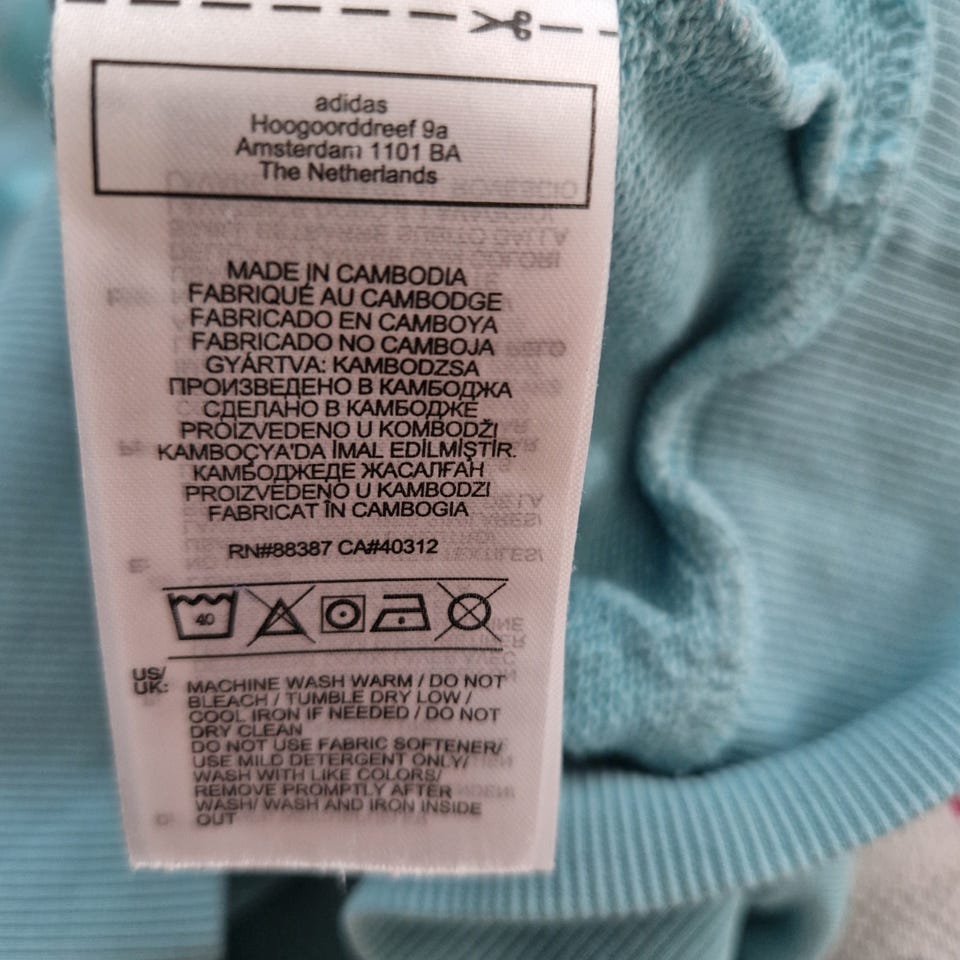 adidas
Hoogoorddreef 9a
Amsterdam 1101 BA
The Netherlands
MADE IN CAMBODIA
FABRIQUÉ AU CAMBODGE
FABRICADO EN CAMBOYA
FABRICADO NO CAMBOJA
GYÁRTVA: KAMBODZSA
ПРОИЗВЕДЕНО В КАМБОДЖА
СДЕЛАНО В КАМБОДЖЕ
PROIZVEDENO U KOMBODŽI
KAMBOÇYA'DA İMAL EDİLMİŞTİR.
КАМБОДЖЕДЕ ЖАСАЛҒАН
PROIZVEDENO U KAMBODZI
FABRICAT ÎN CAMBOGIA
RN#88387 CA#40312
40
US/
UK: MACHINE WASH WARM / DO NOT
BLEACH / TUMBLE DRY LOW /
COOL IRON IF NEEDED / DO NOT
DRY CLEAN
DO NOT USE FABRIC SOFTENER/
USE MILD DETERGENT ONLY/
WASH WITH LIKE COLORS/
REMOVE PROMPTLY AFTER
WASH/ WASH AND IRON INSIDE
OUT